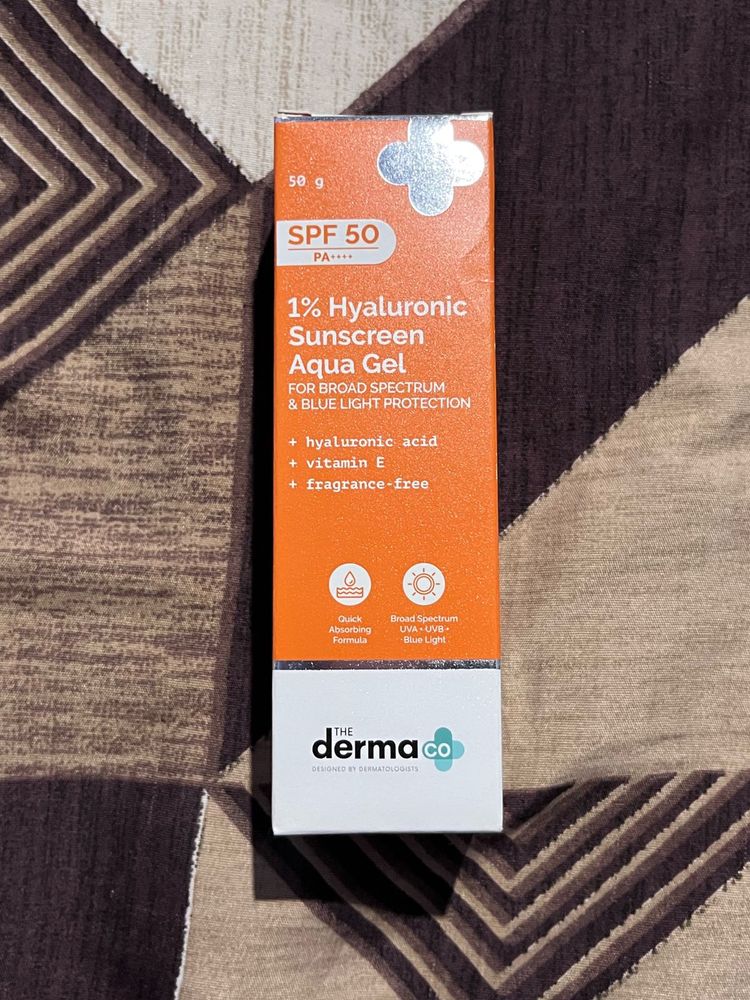 50 g
SPF 50
PA++++
1% Hyaluronic
Sunscreen
Aqua Gel
FOR BROAD SPECTRUM
& BLUE LIGHT PROTECTION
+ hyaluronic acid
+ vitamin E
+ fragrance-free
Quick
Absorbing
Formula
Broad Spectrum
UVA + UVB +
Blue Light
THE
derma co
DESIGNED BY DERMATOLOGISTS